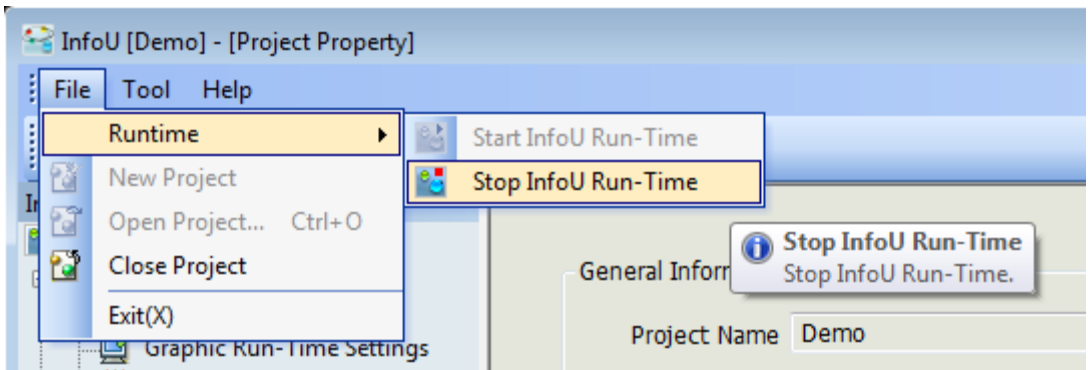 InfoU [Demo] - [Project Property]
File Tool Help
Runtime
Start InfoU Run-Time
New Project
Stop InfoU Run-Time
Open Project... Ctrl+O
Close Project
Exit(X)
Stop InfoU Run-Time
Stop InfoU Run-Time.
General
Project Name Demo
Graphic Run-Time Settings